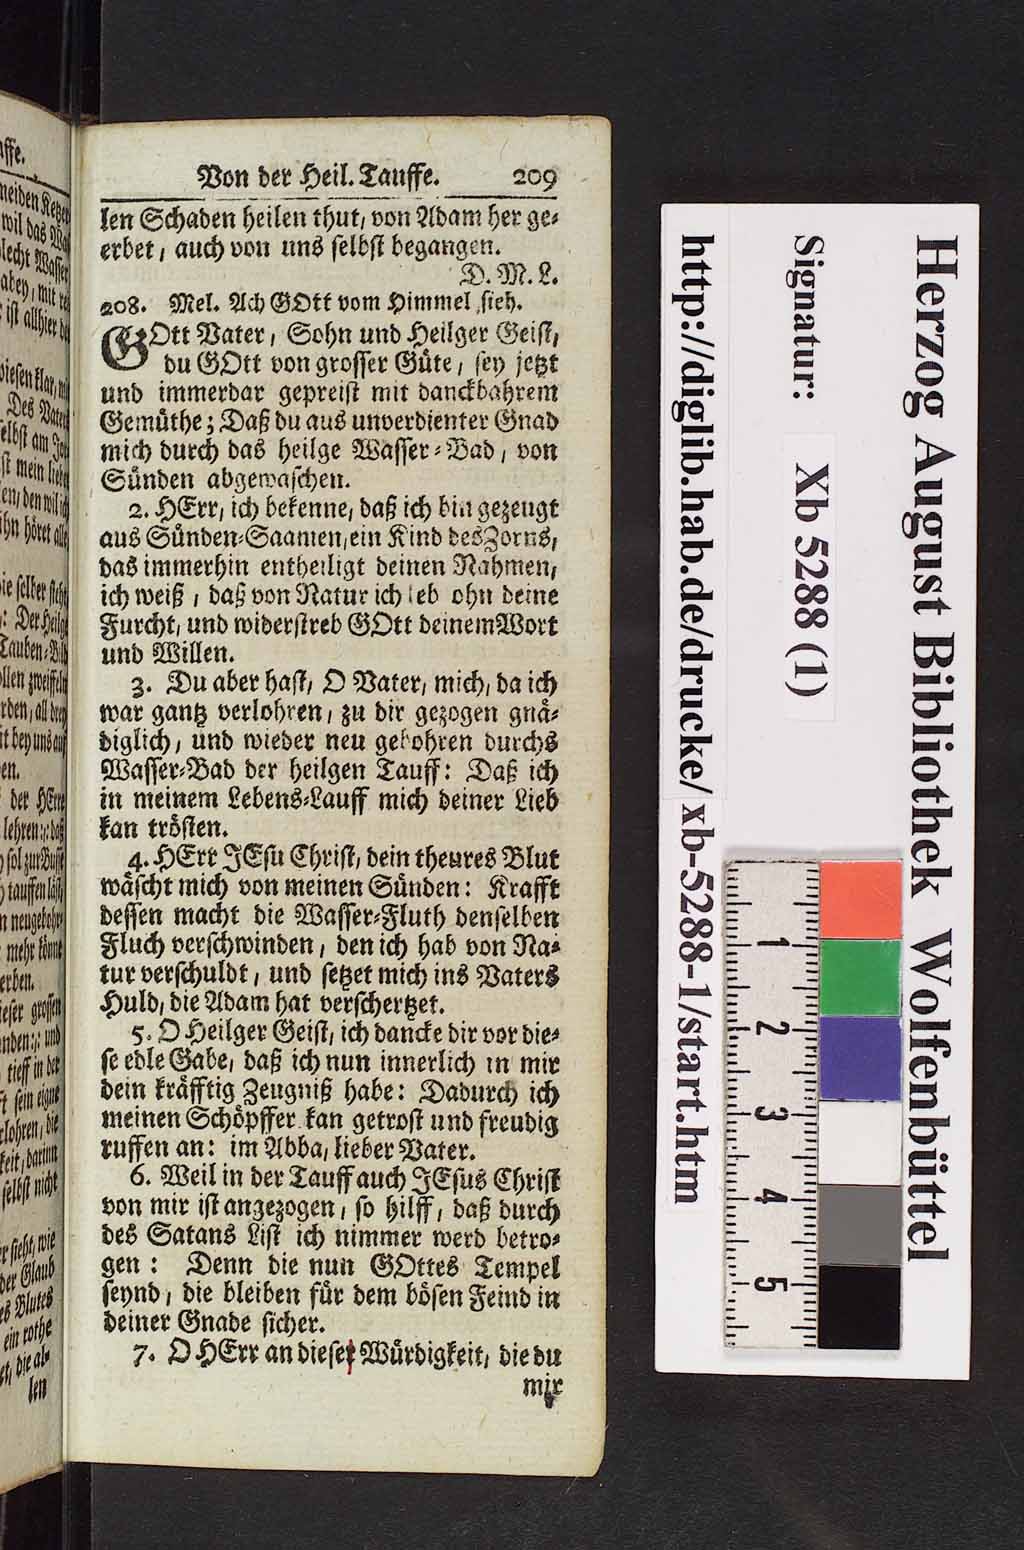 Von der Heil. Tauffe. 209
len Schaden heilen thut, von Adam her ge-
erbet, auch von uns selbst begangen.
D. M. L.
208. Mel. Ach GOtt vom Himmel sieh.
GOtt Vater, Sohn und Heilger Geist,
du GOtt von grosser Güte, sey jetzt
und immerdar gepreist mit danckbahrem
Gemüthe; Daß du aus unverdienter Gnad
mich durch das heilge Wasser-Bad, von
Sünden abgewaschen.
2. HErr, ich bekenne, daß ich bin gezeugt
aus Sünden-Saamen, ein Kind des Zorns,
das immerhin entheiligt deinen Nahmen,
ich weiß, daß von Natur ich leb ohn deine
Furcht, und widerstreb GOtt deinem Wort
und Willen.
3. Du aber hast, O Vater, mich, da ich
war gantz verlohren, zu dir gezogen gnä-
diglich, und wieder neu gebohren durchs
Wasser-Bad der heilgen Tauff: Daß ich
in meinem Lebens-Lauff mich deiner Lieb
kan trösten.
4. HErr JEsu Christ, dein theures Blut
wäscht mich von meinen Sünden: Krafft
dessen macht die Wasser-Fluth denselben
Fluch verschwinden, den ich hab von Na-
tur verschuldt, und setzet mich ins Vaters
Huld, die Adam hat verschertzet.
5. O Heilger Geist, ich dancke dir vor die-
se edle Gabe, daß ich nun innerlich in mir
dein kräfftig Zeugniß habe: Dadurch ich
meinen Schöpffer kan getrost und freudig
ruffen an: im Abba, lieber Vater.
6. Weil in der Tauff auch JEsus Christ
von mir ist angezogen, so hilff, daß durch
des Satans List ich nimmer werd betro-
gen: Denn die nun GOttes Tempel
seynd, die bleiben für dem bösen Feind in
deiner Gnade sicher.
7. O HErr an dieser Würdigkeit, die du
mir
Herzog August Bibliothek Wolfenbüttel
Signatur: Xb 5288 (1)
http://diglib.hab.de/drucke/ xb-5288-1/start.htm
1
2
3
4
5